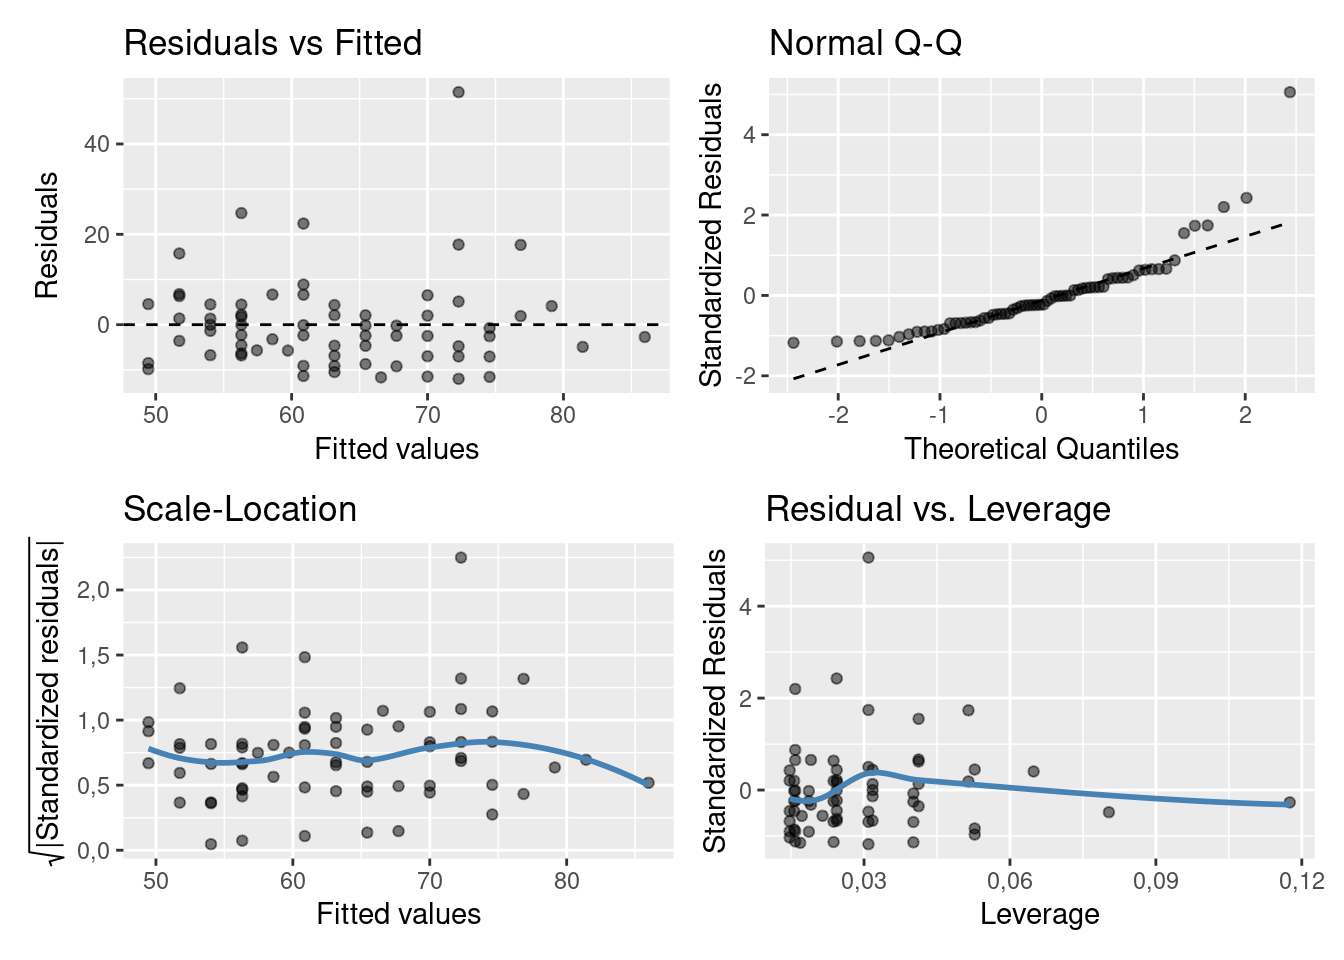 Residuals vs Fitted
Residuals
40
20
0
50 60 70 80
Fitted values
Normal Q-Q
Standardized Residuals
4
2
0
-2
-2 -1 0 1 2
Theoretical Quantiles
Scale-Location
√|Standardized residuals|
2,0
1,5
1,0
0,5
0,0
50 60 70 80
Fitted values
Residual vs. Leverage
Standardized Residuals
4
2
0
0,03 0,06 0,09 0,12
Leverage